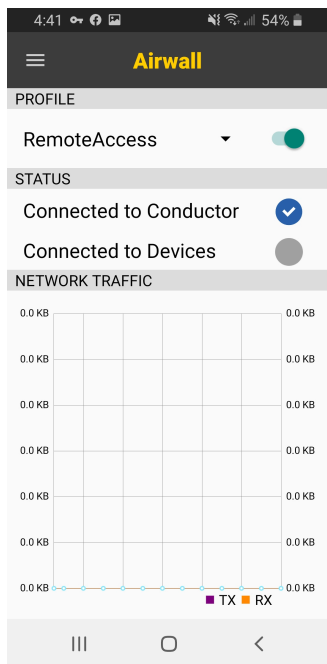 4:41 54%
Airwall
PROFILE
RemoteAccess
STATUS
Connected to Conductor
Connected to Devices
NETWORK TRAFFIC
0.0 KB 0.0 KB
0.0 KB 0.0 KB
0.0 KB 0.0 KB
0.0 KB 0.0 KB
0.0 KB 0.0 KB
0.0 KB 0.0 KB
0.0 KB 0.0 KB
TX RX